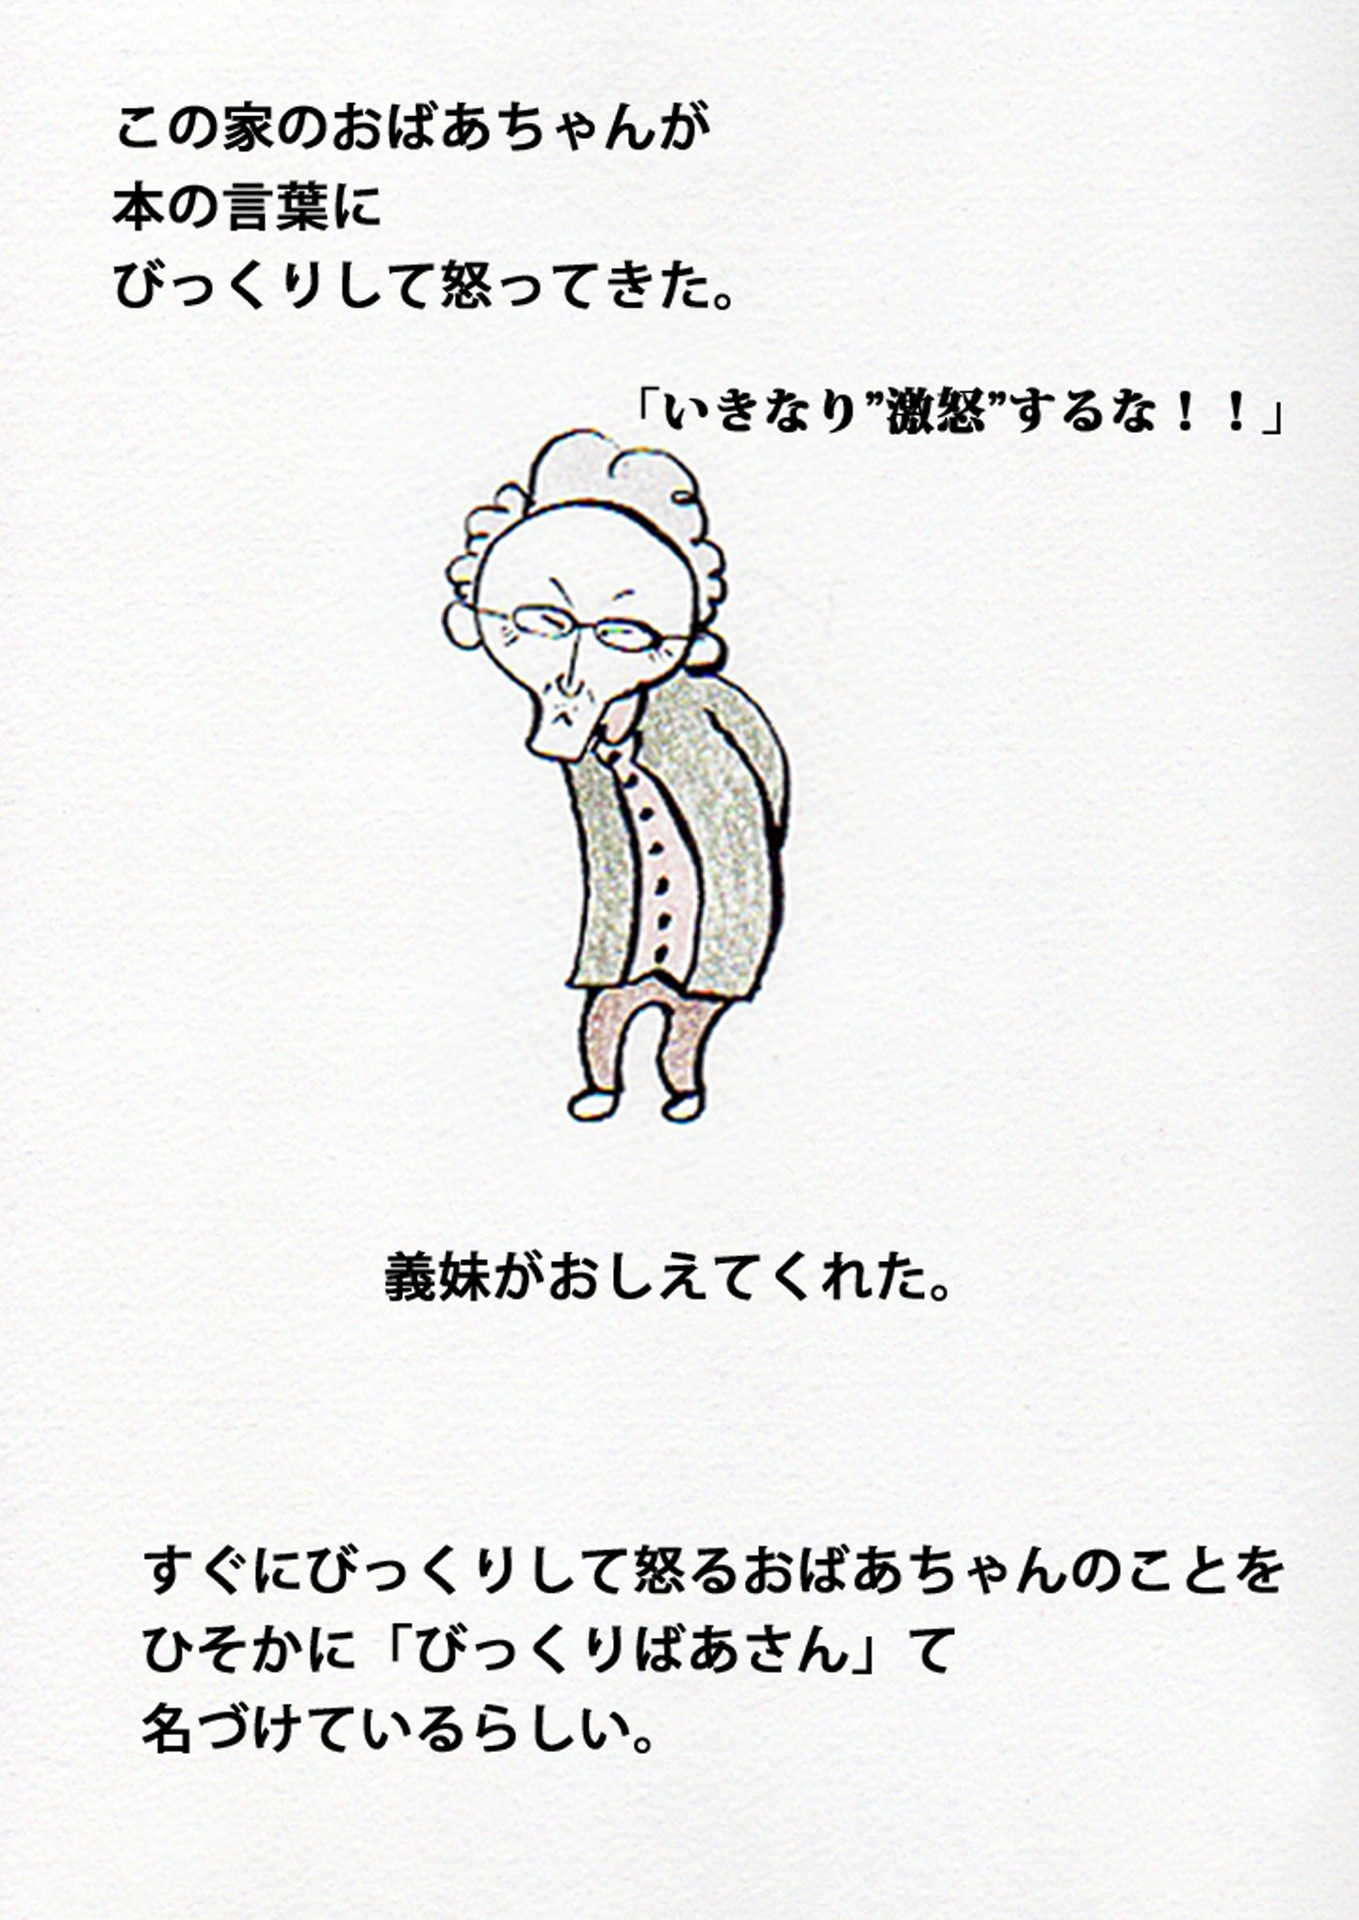 この家のおばあちゃんが
本の言葉に
びっくりして怒ってきた。
「いきなり”激怒”するな！！」
義妹がおしえてくれた。
すぐにびっくりして怒るおばあちゃんのことを
ひそかに「びっくりばあさん」て
名づけているらしい。